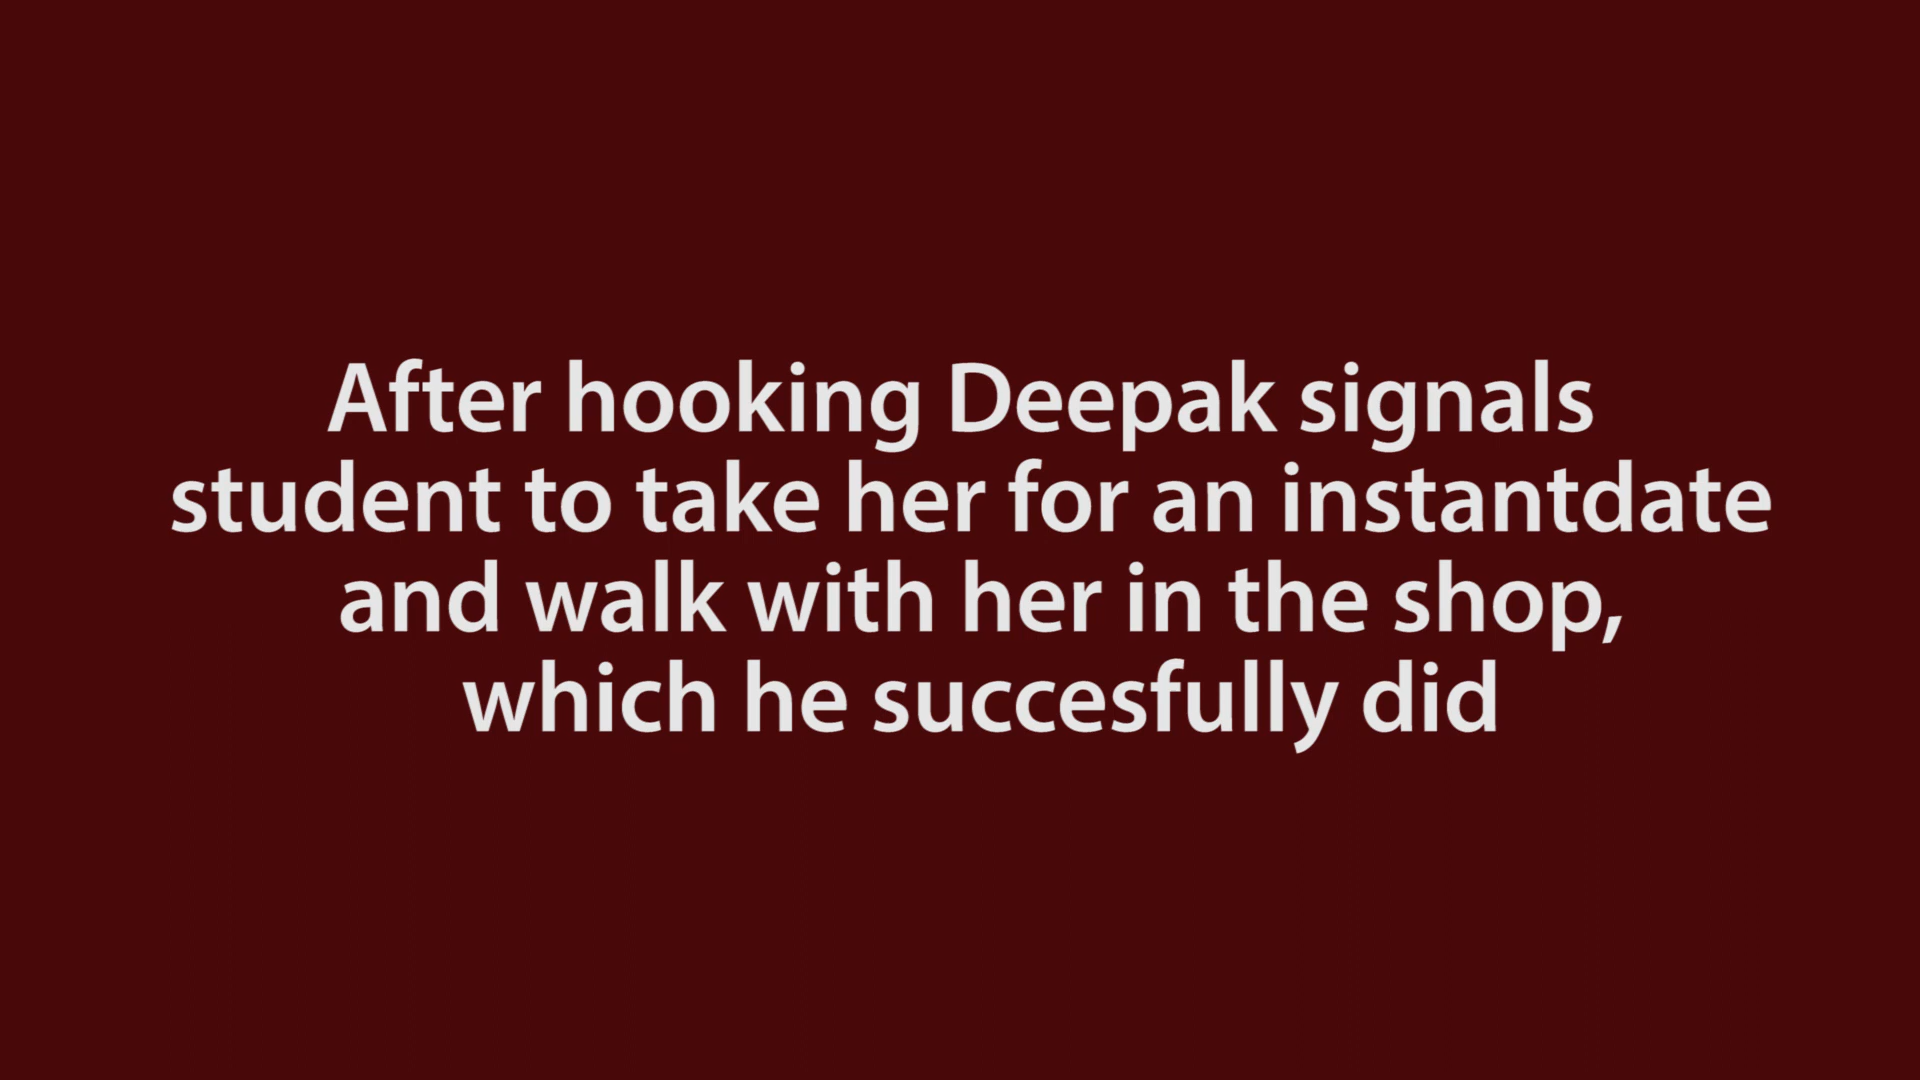 After hooking Deepak signals
student to take her for an instantdate
and walk with her in the shop,
which he succesfully did